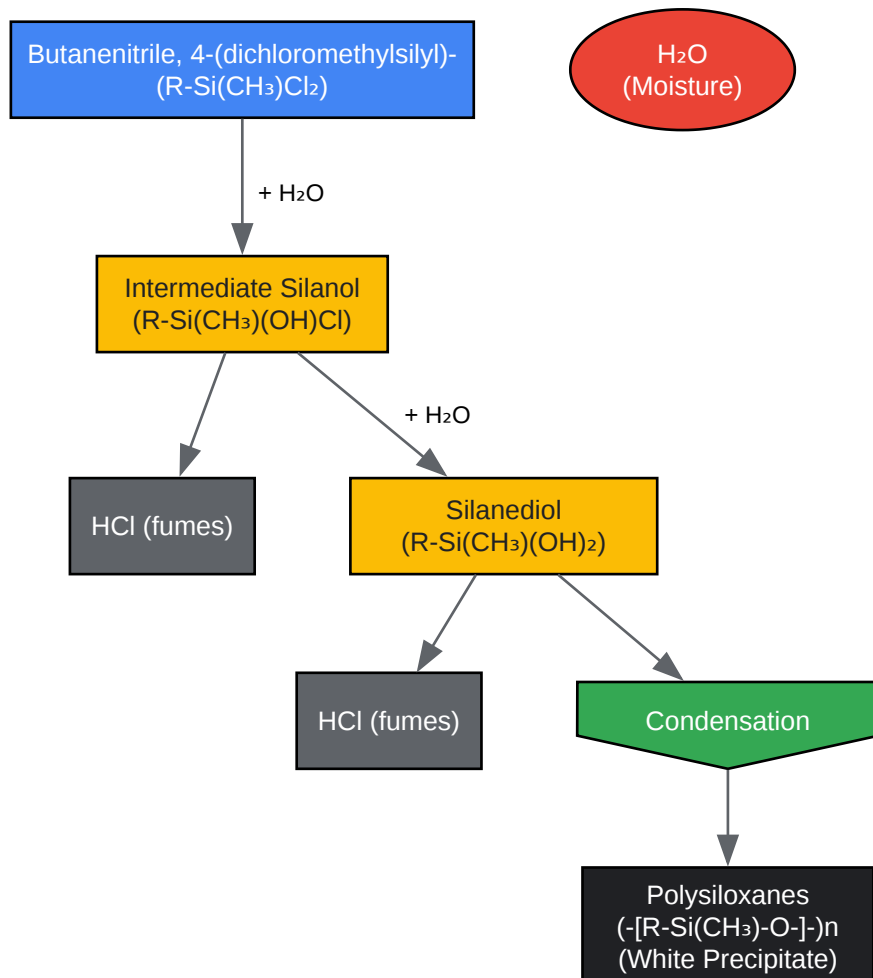 Butanenitrile, 4-(dichloromethylsilyl)-
(R-Si(CH₃)Cl₂)
H₂O
(Moisture)
+ H₂O
Intermediate Silanol
(R-Si(CH₃)(OH)Cl)
+ H₂O
HCl (fumes)
Silanediol
(R-Si(CH₃)(OH)₂)
HCl (fumes)
Condensation
Polysiloxanes
(-[R-Si(CH₃)-O-]-)n
(White Precipitate)